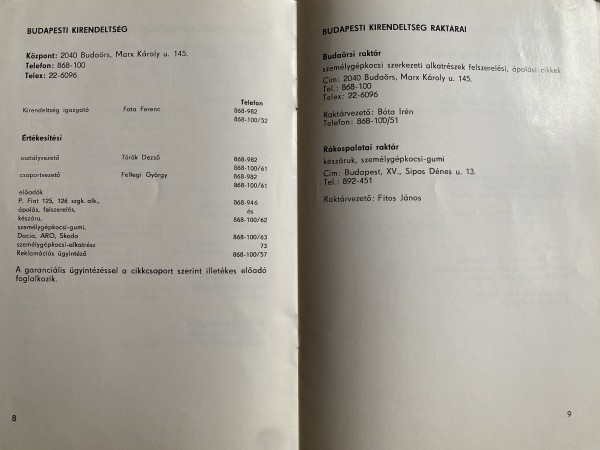 BUDAPESTI KIRENDELTSÉG
Központ: 2040 Budaörs, Marx Károly u. 145.
Telefon: 868-100
Telex: 22-6096
Telefon
Kirendeltség igazgató Fata Ferenc 868-982
868-100/52
Értékesítési
osztályvezető Török Dezső 868-982
868-100/61
csoportvezető Fellegi György 868-982
868-100/61
előadók
P. Fiat 125, 126 szgk. alk., 868-946
ápolás, felszerelés, és
készáru, 868-100/62
személygépkocsi-gumi,
Dacia, ARO, Skoda 868-100/63
személygépkocsi-alkatrész 73
Reklamációs ügyintéző 868-100/57
A garanciális ügyintézéssel a cikkcsoport szerint illetékes előadó
foglalkozik.
8
BUDAPESTI KIRENDELTSÉG RAKTÁRAI
Budaörsi raktár
személygépkocsi szerkezeti alkatrészek felszerelési, ápolási cikkek
Cím: 2040 Budaörs, Marx Károly u. 145.
Tel.: 868-100
Telex: 22-6096
Raktárvezető: Bóta Irén
Telefon: 868-100/51
Rákospalotai raktár
készáruk, személygépkocsi-gumi
Cím: Budapest, XV., Sipos Dénes u. 13.
Tel.: 892-451
Raktárvezető: Fitos János
9